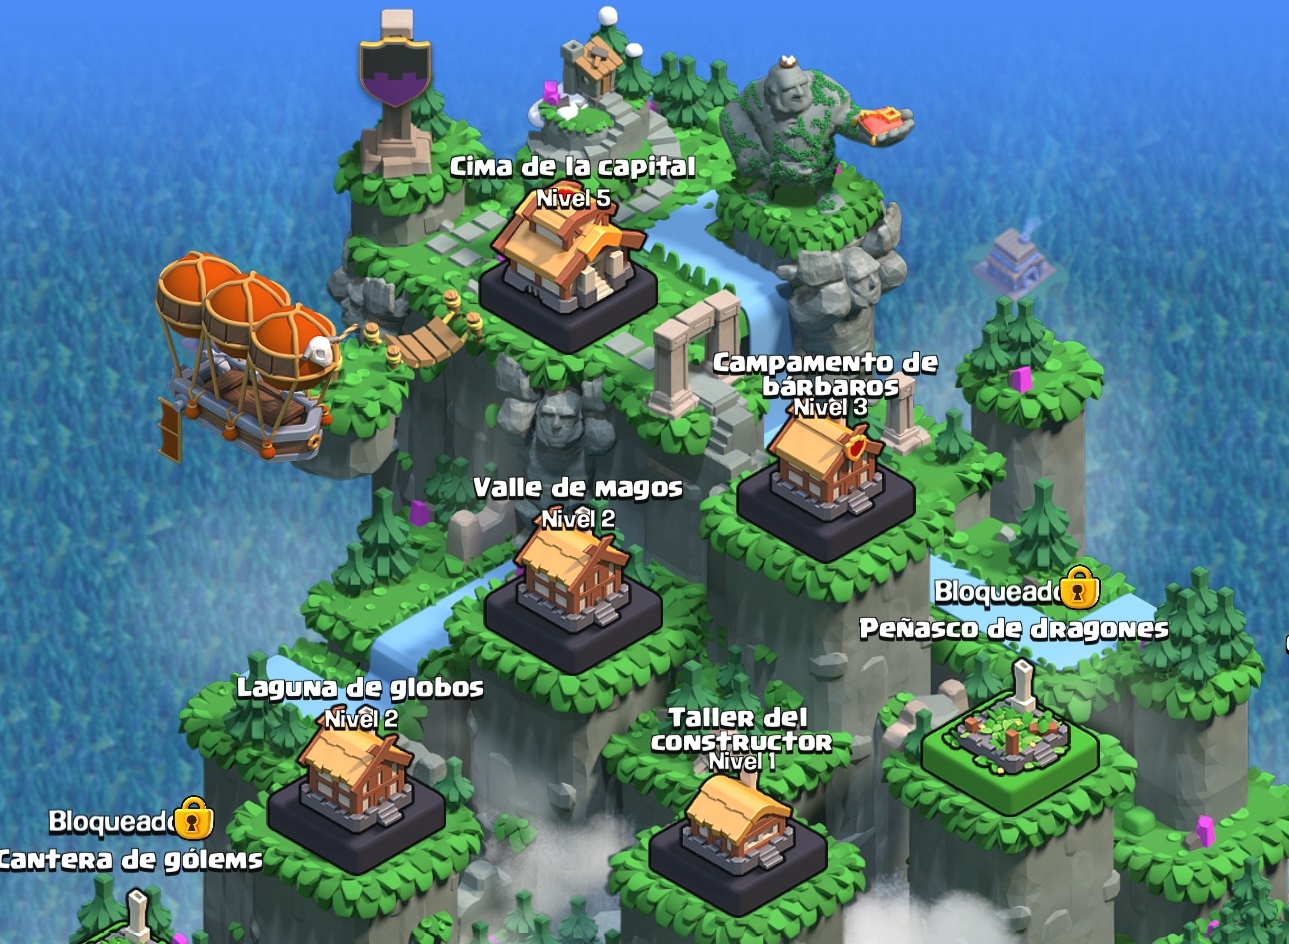 Cima de la capital
Nivel 5
Campamento de
bárbaros
Nivel 3
Valle de magos
Nivel 2
Bloqueado
Peñasco de dragones
Laguna de globos
Nivel 2
Taller del
constructor
Nivel 1
Bloqueado
Cantera de gólems